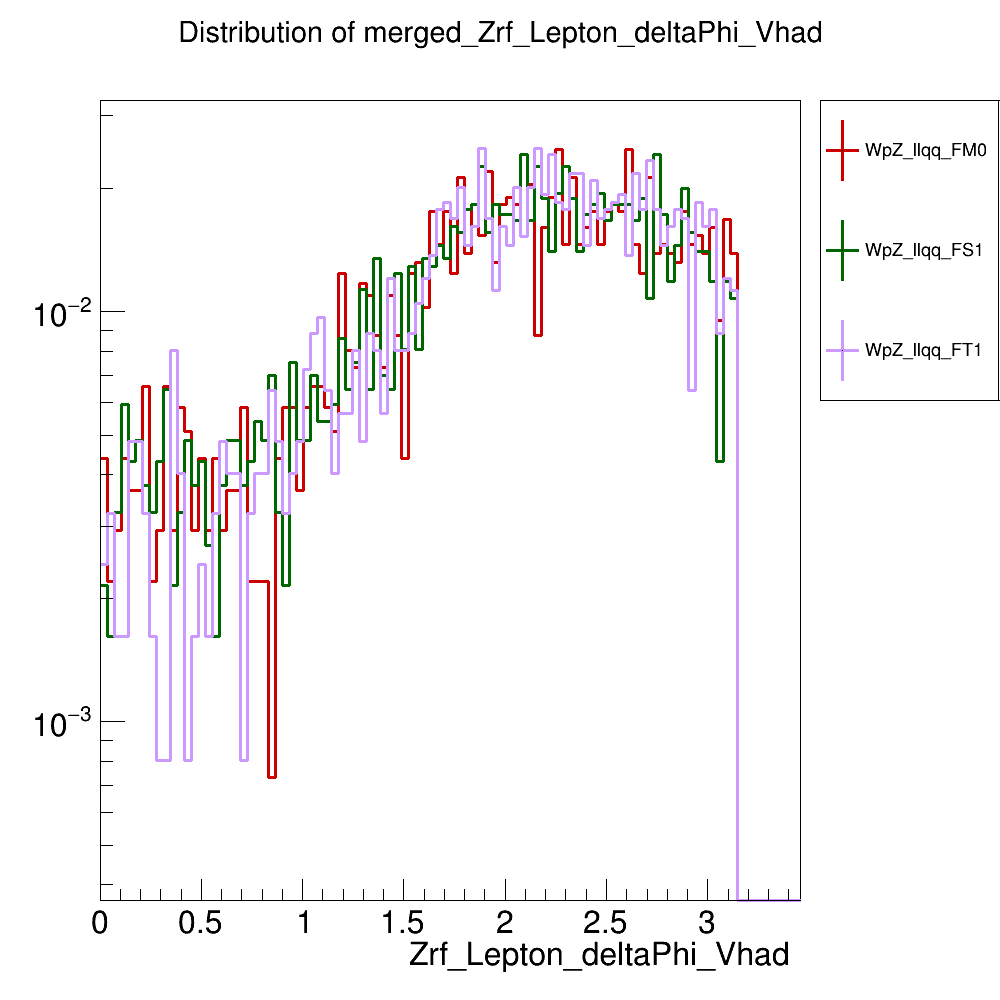 Distribution of merged_Zrf_Lepton_deltaPhi_Vhad
WpZ_llqq_FM0
WpZ_llqq_FS1
WpZ_llqq_FT1
10⁻²
10⁻³
0 0.5 1 1.5 2 2.5 3
Zrf_Lepton_deltaPhi_Vhad